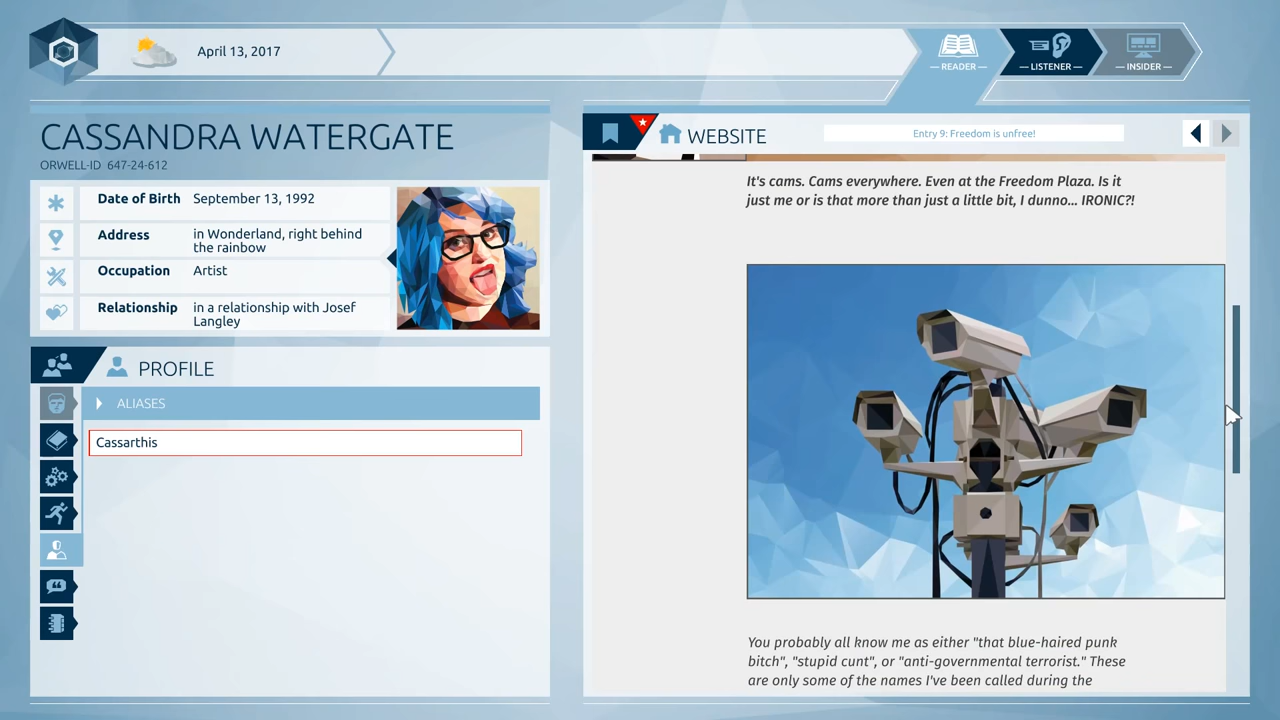 April 13, 2017
— READER —
— LISTENER —
— INSIDER —
CASSANDRA WATERGATE
ORWELL-ID 647-24-612
Date of Birth September 13, 1992
Address in Wonderland, right behind
the rainbow
Occupation Artist
Relationship in a relationship with Josef
Langley
PROFILE
ALIASES
Cassarthis
WEBSITE
Entry 9: Freedom is unfree!
It's cams. Cams everywhere. Even at the Freedom Plaza. Is it
just me or is that more than just a little bit, I dunno... IRONIC?!
You probably all know me as either "that blue-haired punk
bitch", "stupid cunt", or "anti-governmental terrorist." These
are only some of the names I've been called during the